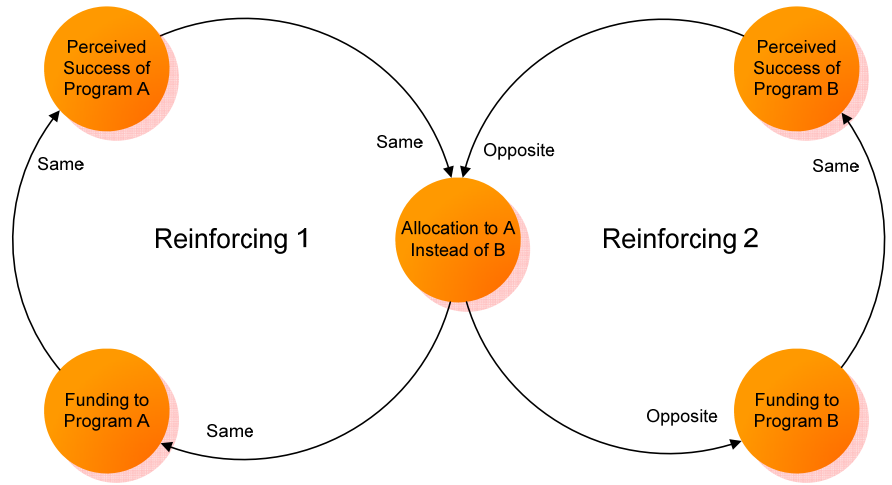 Perceived
Success of
Program A
Perceived
Success of
Program B
Same
Opposite
Same
Same
Reinforcing 1
Allocation to A
Instead of B
Reinforcing 2
Funding to
Program A
Same
Opposite
Funding to
Program B